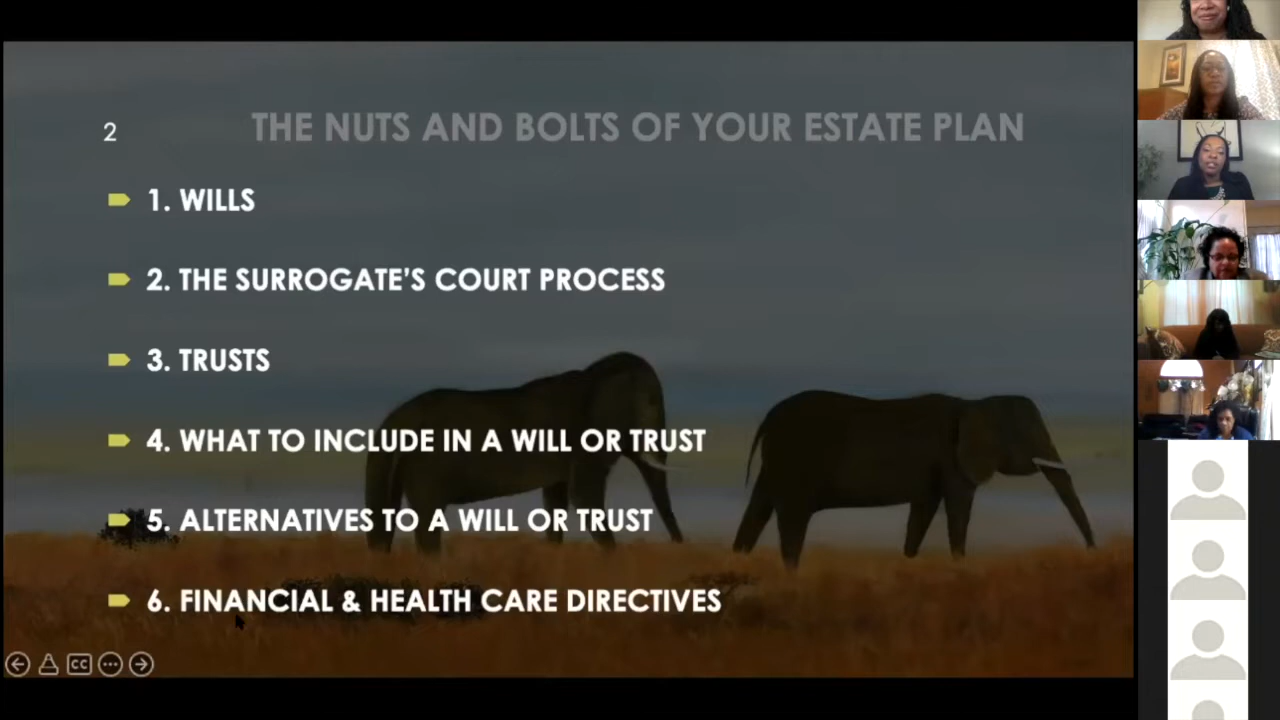 2
THE NUTS AND BOLTS OF YOUR ESTATE PLAN
1. WILLS
2. THE SURROGATE'S COURT PROCESS
3. TRUSTS
4. WHAT TO INCLUDE IN A WILL OR TRUST
5. ALTERNATIVES TO A WILL OR TRUST
6. FINANCIAL & HEALTH CARE DIRECTIVES
CC